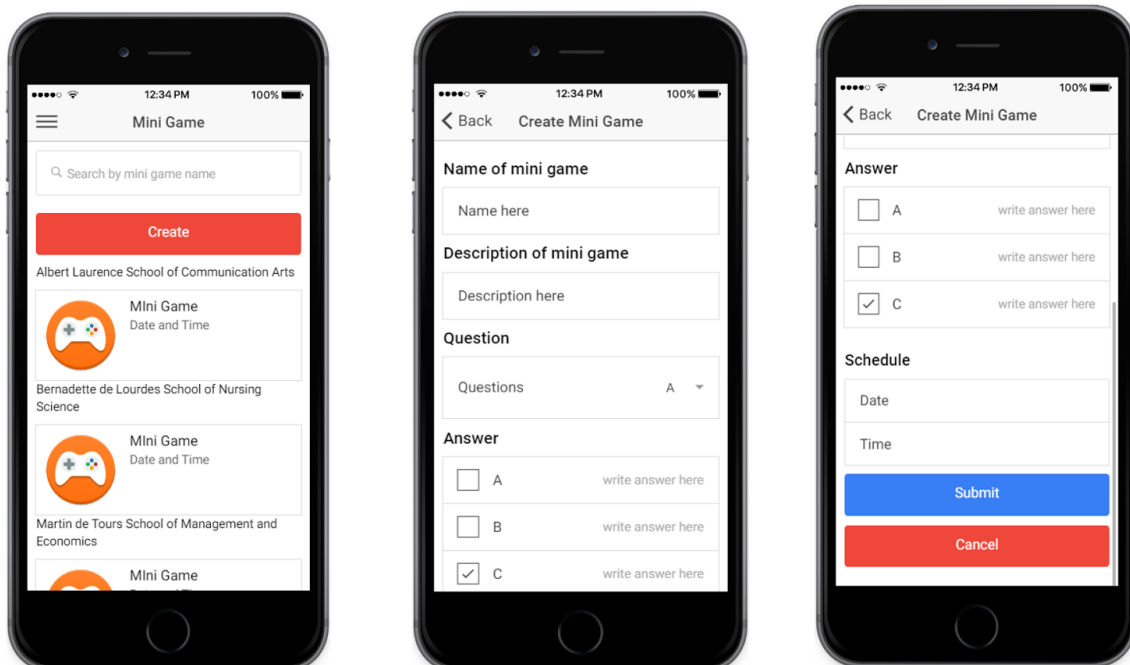 12:34 PM 100%
Mini Game
Search by mini game name
Create
Albert Laurence School of Communication Arts
MIni Game
Date and Time
Bernadette de Lourdes School of Nursing
Science
MIni Game
Date and Time
Martin de Tours School of Management and
Economics
MIni Game
12:34 PM 100%
Back Create Mini Game
Name of mini game
Name here
Description of mini game
Description here
Question
Questions A
Answer
A write answer here
B write answer here
C write answer here
12:34 PM 100%
Back Create Mini Game
Answer
A write answer here
B write answer here
C write answer here
Schedule
Date
Time
Submit
Cancel